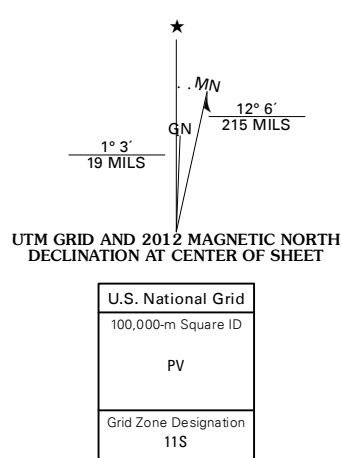 ★
MN
12° 6´
215 MILS
GN
1° 3´
19 MILS
UTM GRID AND 2012 MAGNETIC NORTH
DECLINATION AT CENTER OF SHEET
U.S. National Grid
100,000-m Square ID
PV
Grid Zone Designation
11S